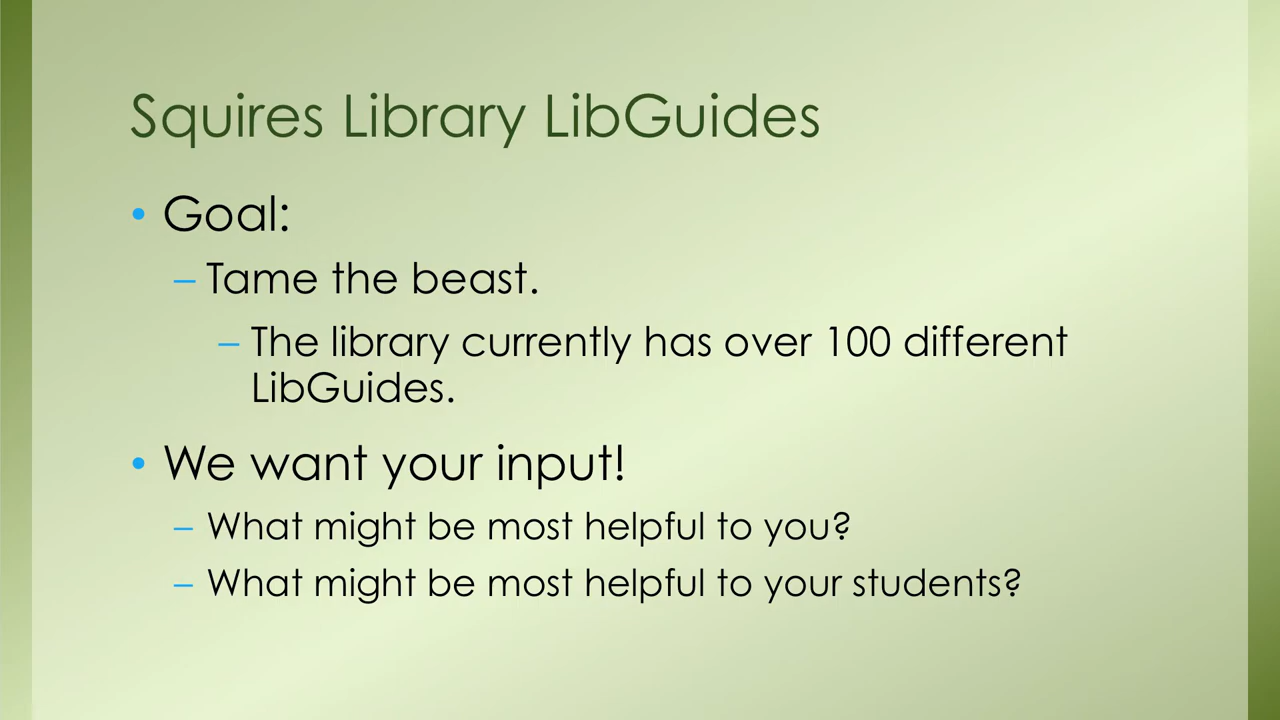 Squires Library LibGuides
• Goal:
– Tame the beast.
– The library currently has over 100 different
LibGuides.
• We want your input!
– What might be most helpful to you?
– What might be most helpful to your students?